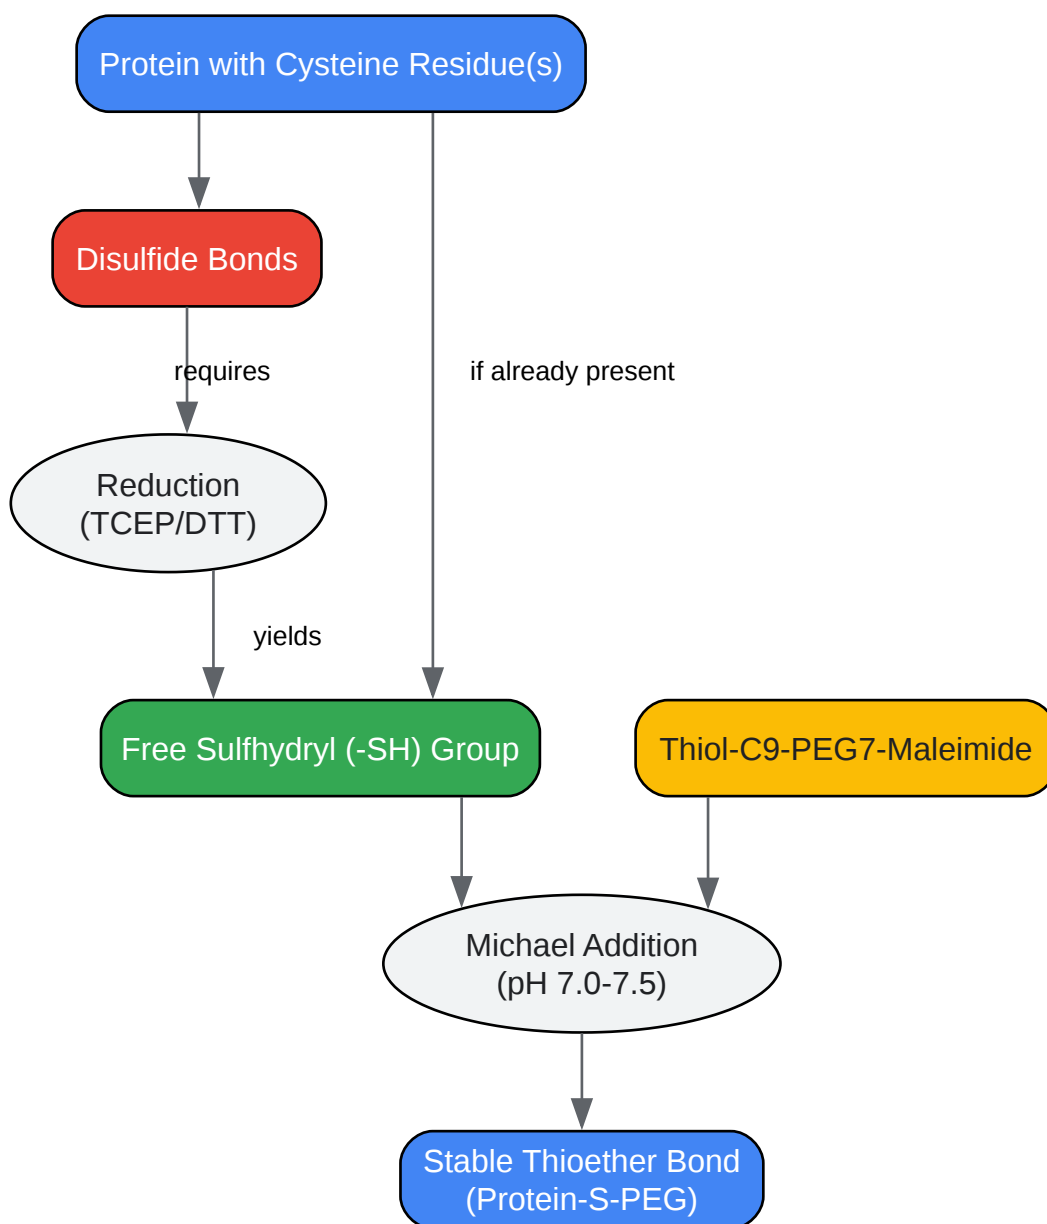 Protein with Cysteine Residue(s)
Disulfide Bonds
requires
if already present
Reduction
(TCEP/DTT)
yields
Free Sulfhydryl (-SH) Group
Thiol-C9-PEG7-Maleimide
Michael Addition
(pH 7.0-7.5)
Stable Thioether Bond
(Protein-S-PEG)